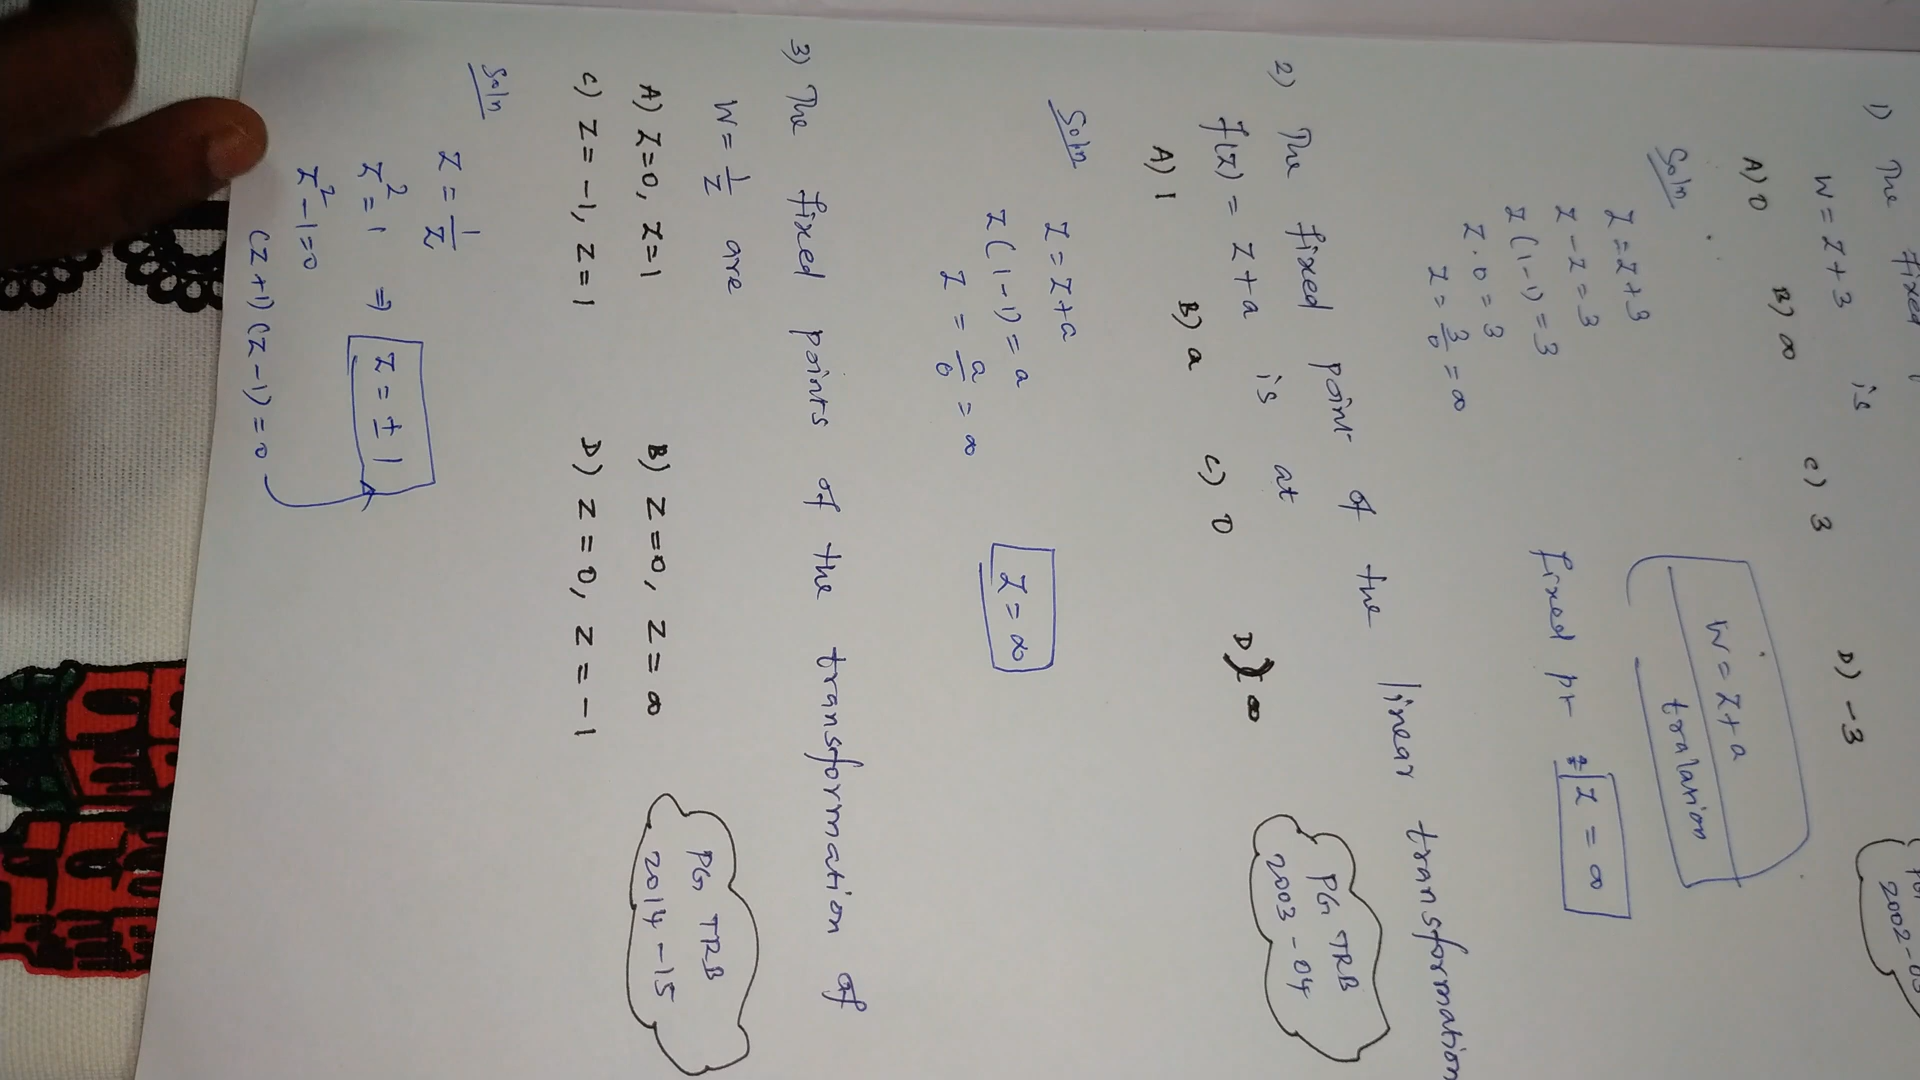 1) The fixed
W = z + 3 is
A) 0 B) ∞ c) 3 D) -3
2002-03
Soln
z = z + 3
z - z = 3
z(1-1) = 3
z . 0 = 3
z = 3/0 = ∞
W = z + a
tralation
fixed pt z = ∞
2) The fixed point of the linear transformation
f(z) = z + a is at
A) 1 B) a c) 0 D) ∞
PG TRB
2003 - 04
Soln
z = z + a
z(1-1) = a
z = a/0 = ∞
z = ∞
3) The fixed points of the transformation of
W = 1/z are
A) z = 0, z = 1 B) z = 0, z = ∞
c) z = -1, z = 1 D) z = 0, z = -1
PG TRB
2014 - 15
Soln
z = 1/z
z² = 1 ⇒ z = ± 1
z² - 1 = 0
(z+1)(z-1) = 0